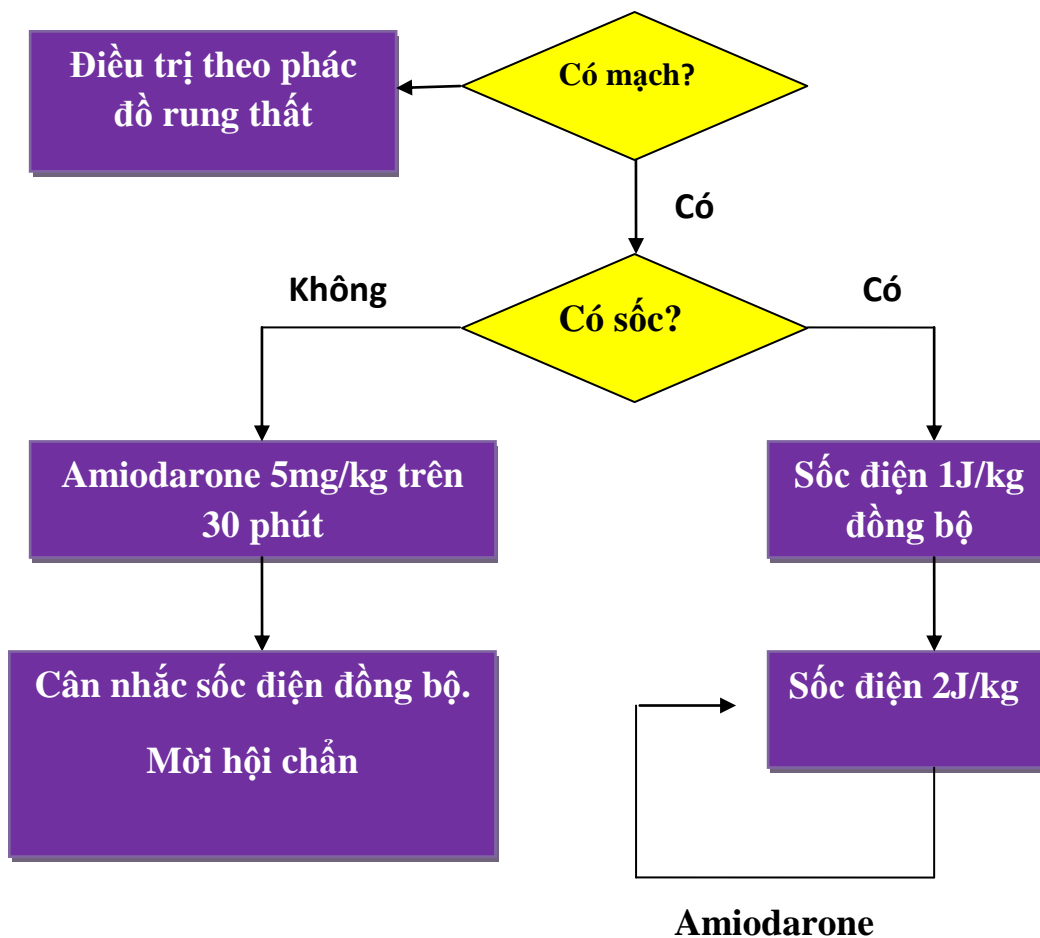 Điều trị theo phác
đồ rung thất
Có mạch?
Có
Không
Có sốc?
Có
Amiodarone 5mg/kg trên
30 phút
Sốc điện 1J/kg
đồng bộ
Cân nhắc sốc điện đồng bộ.
Mời hội chẩn
Sốc điện 2J/kg
Amiodarone